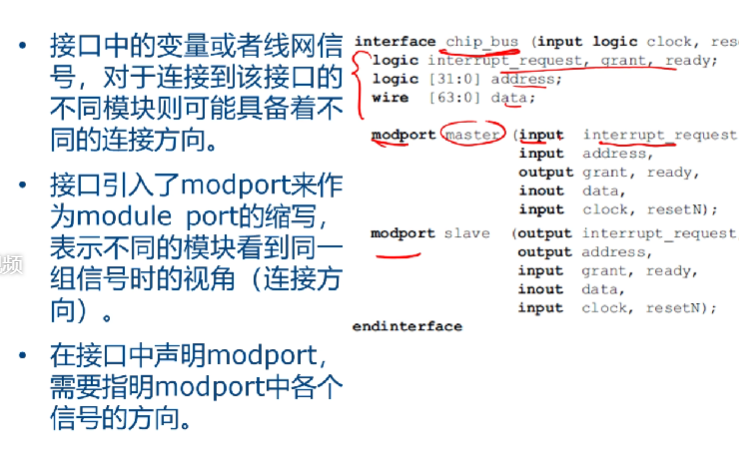 接口中的变量或者线网信
号，对于连接到该接口的
不同模块则可能具备着不
同的连接方向。
接口引入了modport来作
为module port的缩写，
表示不同的模块看到同一
组信号时的视角（连接方
向）。
在接口中声明modport，
需要指明modport中各个
信号的方向。
频
interface chip_bus (input logic clock, rese
logic interrupt_request, grant, ready;
logic [31:0] address;
wire [63:0] data;
modport master (input interrupt_request
input address,
output grant, ready,
inout data,
input clock, resetN);
modport slave (output interrupt_request
output address,
input grant, ready,
inout data,
input clock, resetN);
endinterface